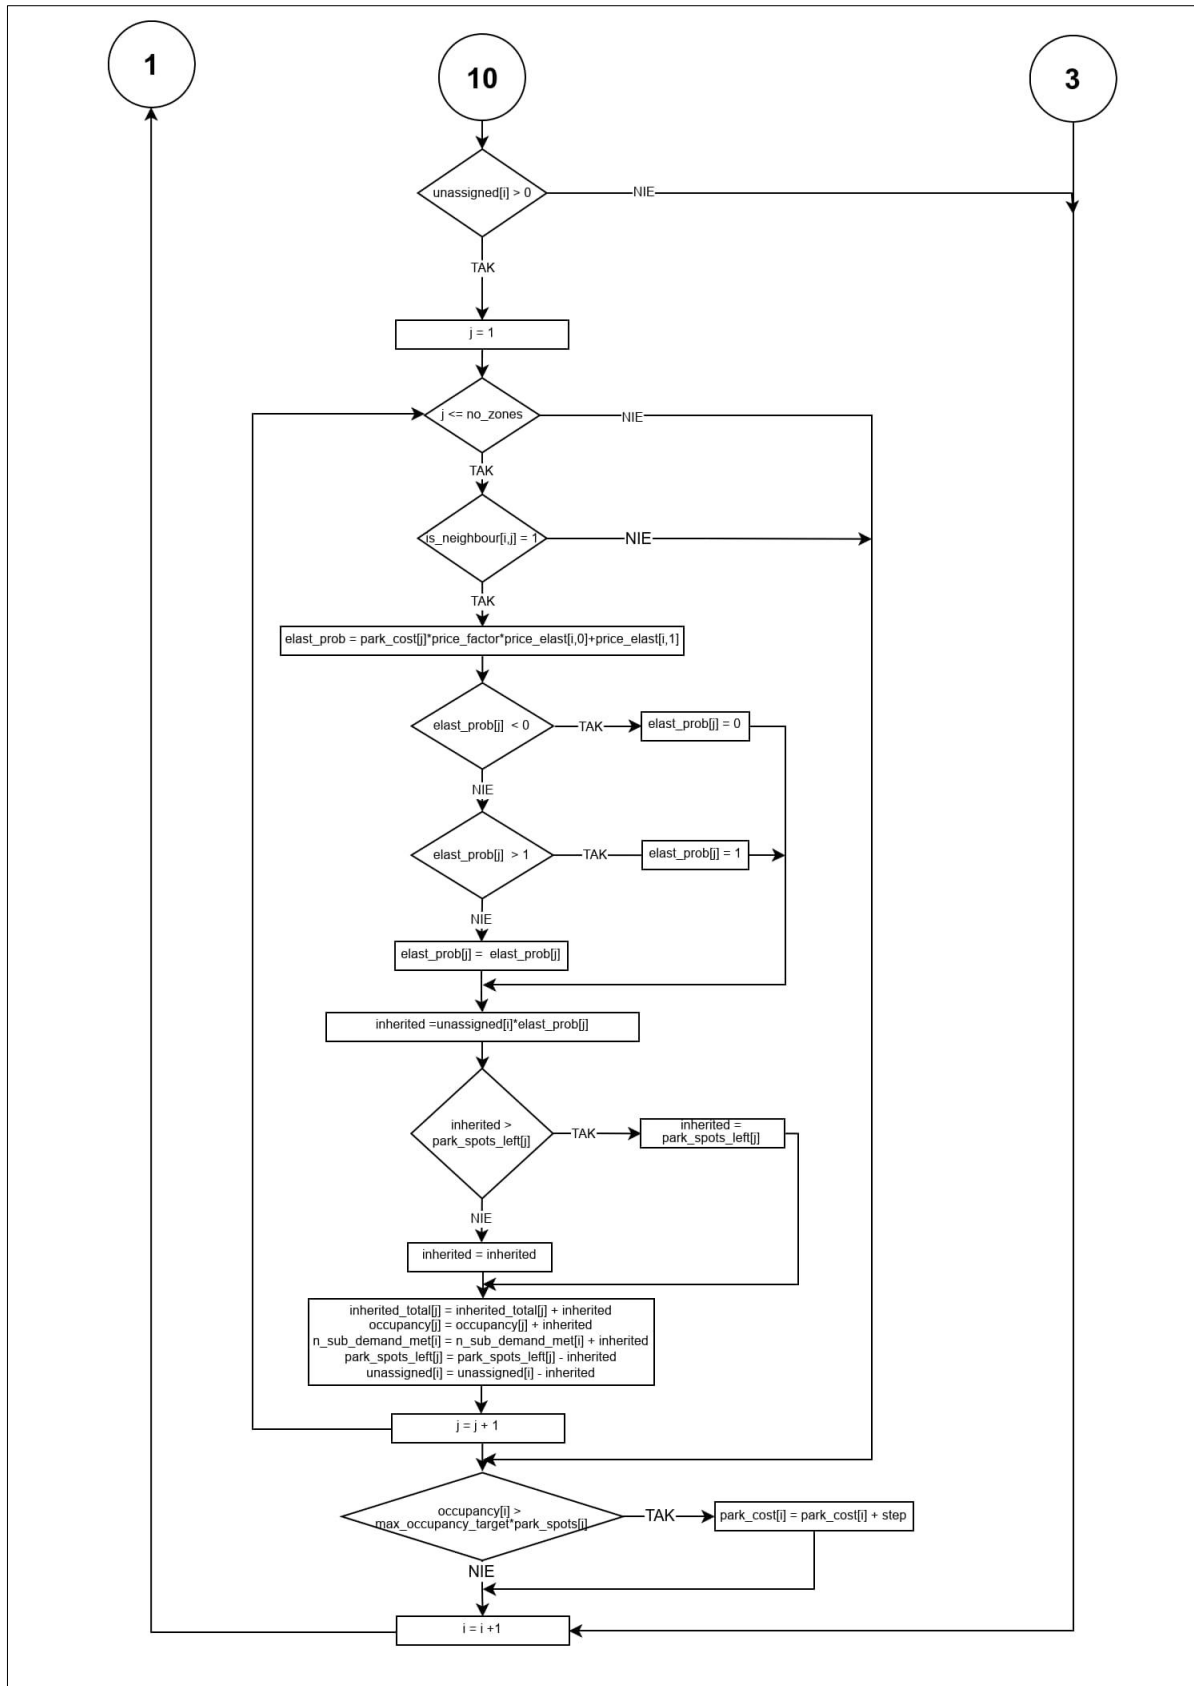 1
10
3
unassigned[i] > 0
NIE
TAK
j = 1
j <= no_zones
NIE
TAK
is_neighbour[i,j] = 1
NIE
TAK
elast_prob = park_cost[j]*price_factor*price_elast[i,0]+price_elast[i,1]
elast_prob[j] < 0
TAK
elast_prob[j] = 0
NIE
elast_prob[j] > 1
TAK
elast_prob[j] = 1
NIE
elast_prob[j] = elast_prob[j]
inherited =unassigned[i]*elast_prob[j]
inherited >
park_spots_left[j]
TAK
inherited =
park_spots_left[j]
NIE
inherited = inherited
inherited_total[j] = inherited_total[j] + inherited
occupancy[j] = occupancy[j] + inherited
n_sub_demand_met[i] = n_sub_demand_met[i] + inherited
park_spots_left[j] = park_spots_left[j] - inherited
unassigned[i] = unassigned[i] - inherited
j = j + 1
occupancy[i] >
max_occupancy_target*park_spots[i]
TAK
park_cost[i] = park_cost[i] + step
NIE
i = i +1